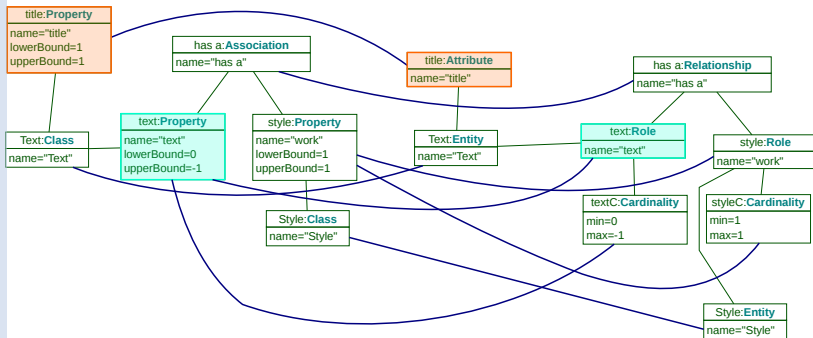 title:Property
name="title"
lowerBound=1
upperBound=1
has a:Association
name="has a"
title:Attribute
name="title"
has a:Relationship
name="has a"
Text:Class
name="Text"
text:Property
name="text"
lowerBound=0
upperBound=-1
style:Property
name="work"
lowerBound=1
upperBound=1
Text:Entity
name="Text"
text:Role
name="text"
style:Role
name="work"
Style:Class
name="Style"
textC:Cardinality
min=0
max=-1
styleC:Cardinality
min=1
max=1
Style:Entity
name="Style"